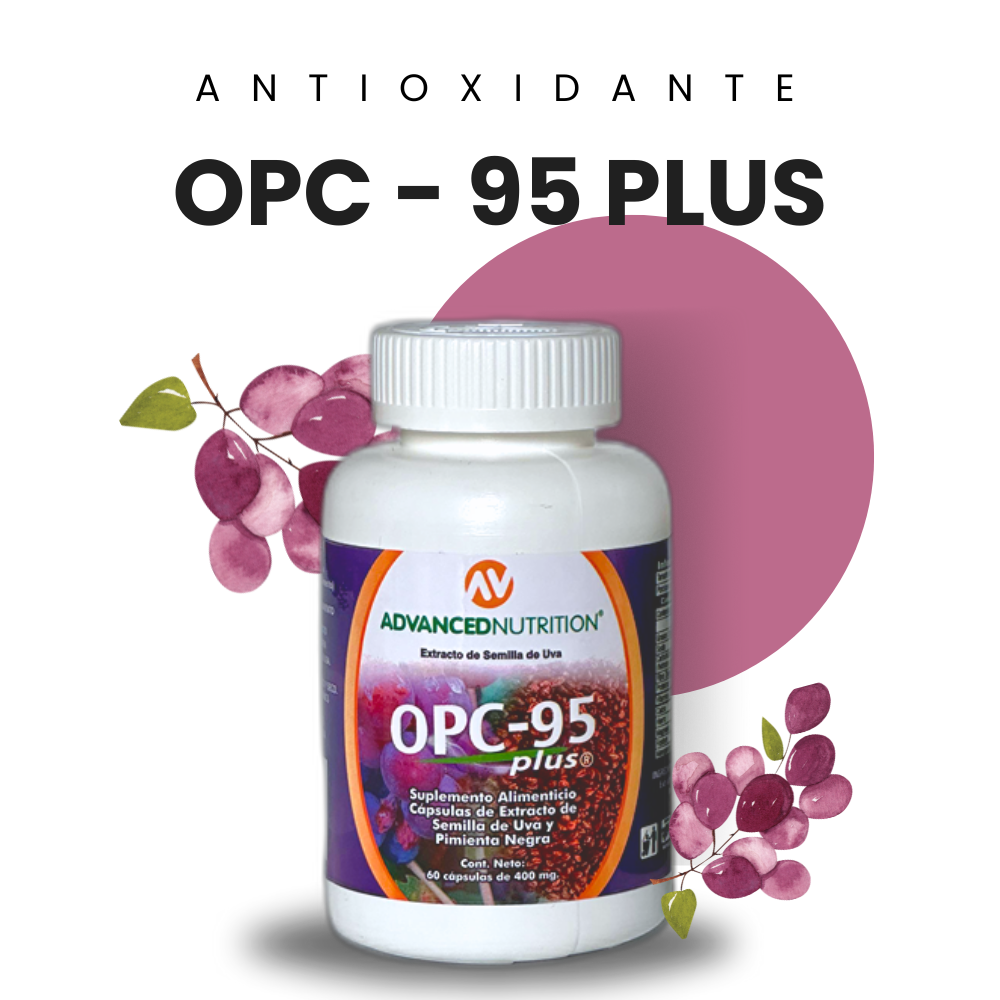 ANTIOXIDANTE
OPC - 95 PLUS
ADVANCEDNUTRITION®
Extracto de Semilla de Uva
OPC-95
plus®
Suplemento Alimenticio
Cápsulas de Extracto de
Semilla de Uva y
Pimienta Negra
Cont. Neto:
60 cápsulas de 400 mg.